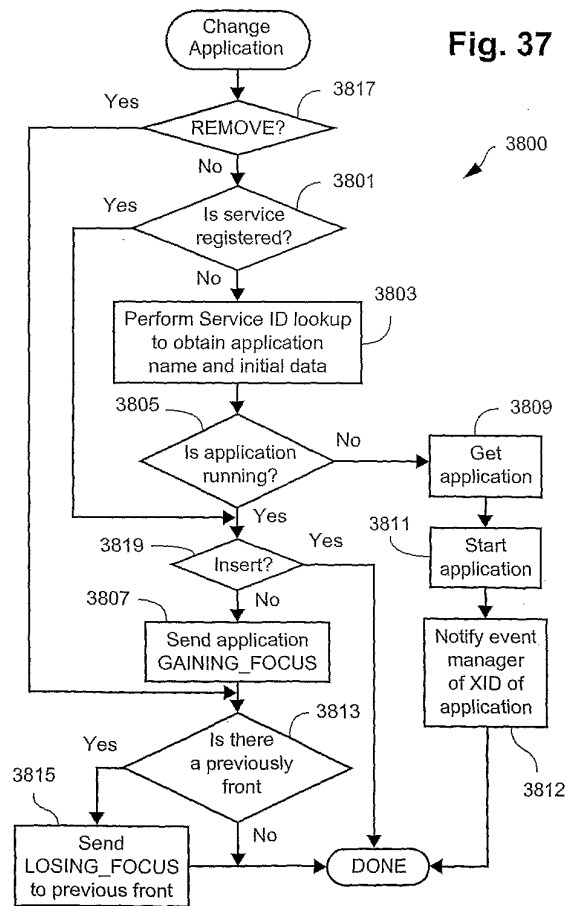 Change
Application
Fig. 37
3817
Yes
REMOVE?
3800
No
3801
Yes
Is service
registered?
No
3803
Perform Service ID lookup
to obtain application
name and initial data
3805
3809
No
Is application
running?
Get
application
Yes
3811
3819
Yes
Start
application
Insert?
3807
No
Send application
GAINING_FOCUS
Notify event
manager
of XID of
application
3813
Yes
Is there
a previously
front
3812
3815
No
Send
LOSING_FOCUS
to previous front
DONE